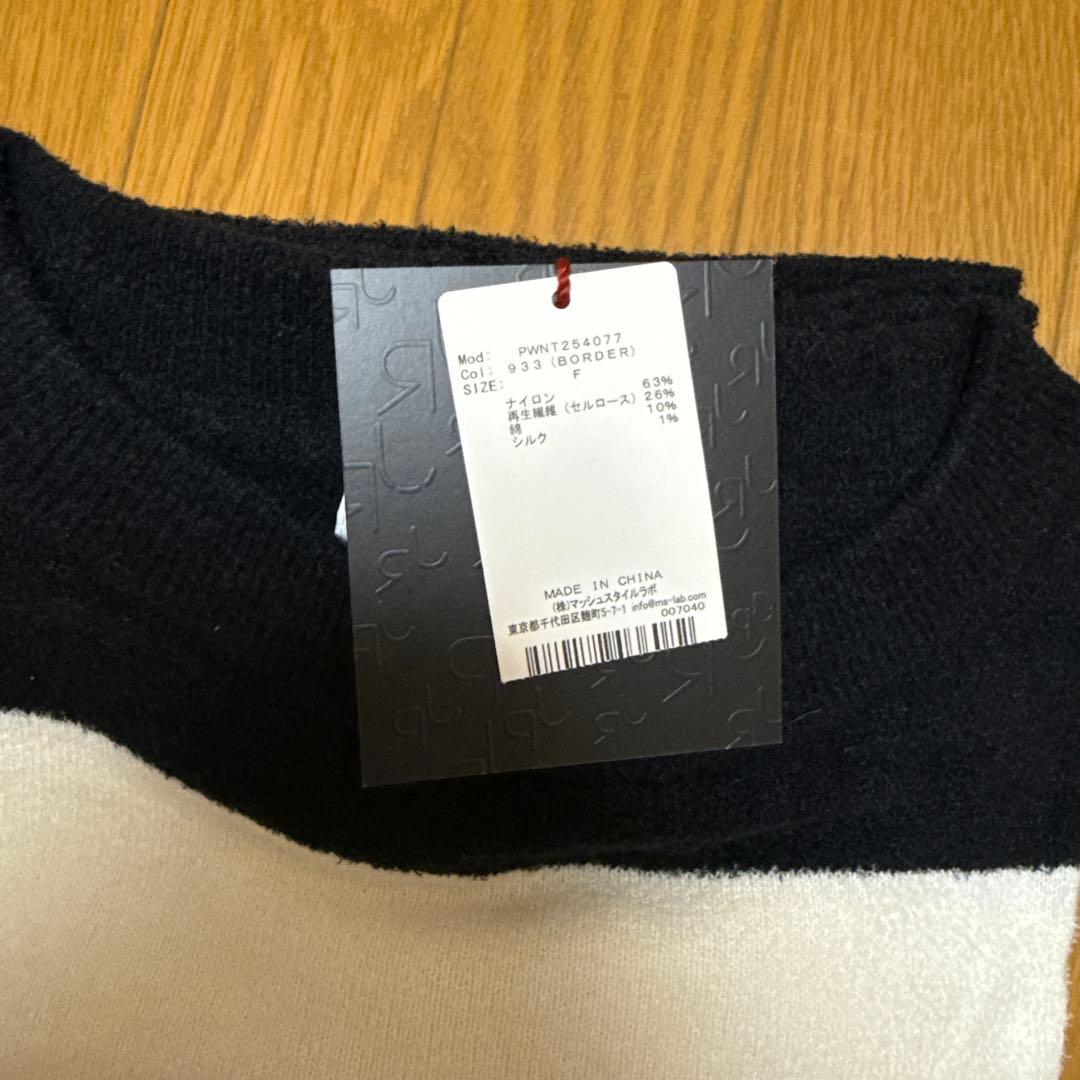 Mod: PWNT254077
Col: 933 (BORDER)
SIZE: F
ナイロン 63%
再生繊維 (セルロース) 26%
綿 10%
シルク 1%
MADE IN CHINA
(株)マッシュスタイルラボ
東京都千代田区麹町5-7-1 info@ms-lab.com
007040